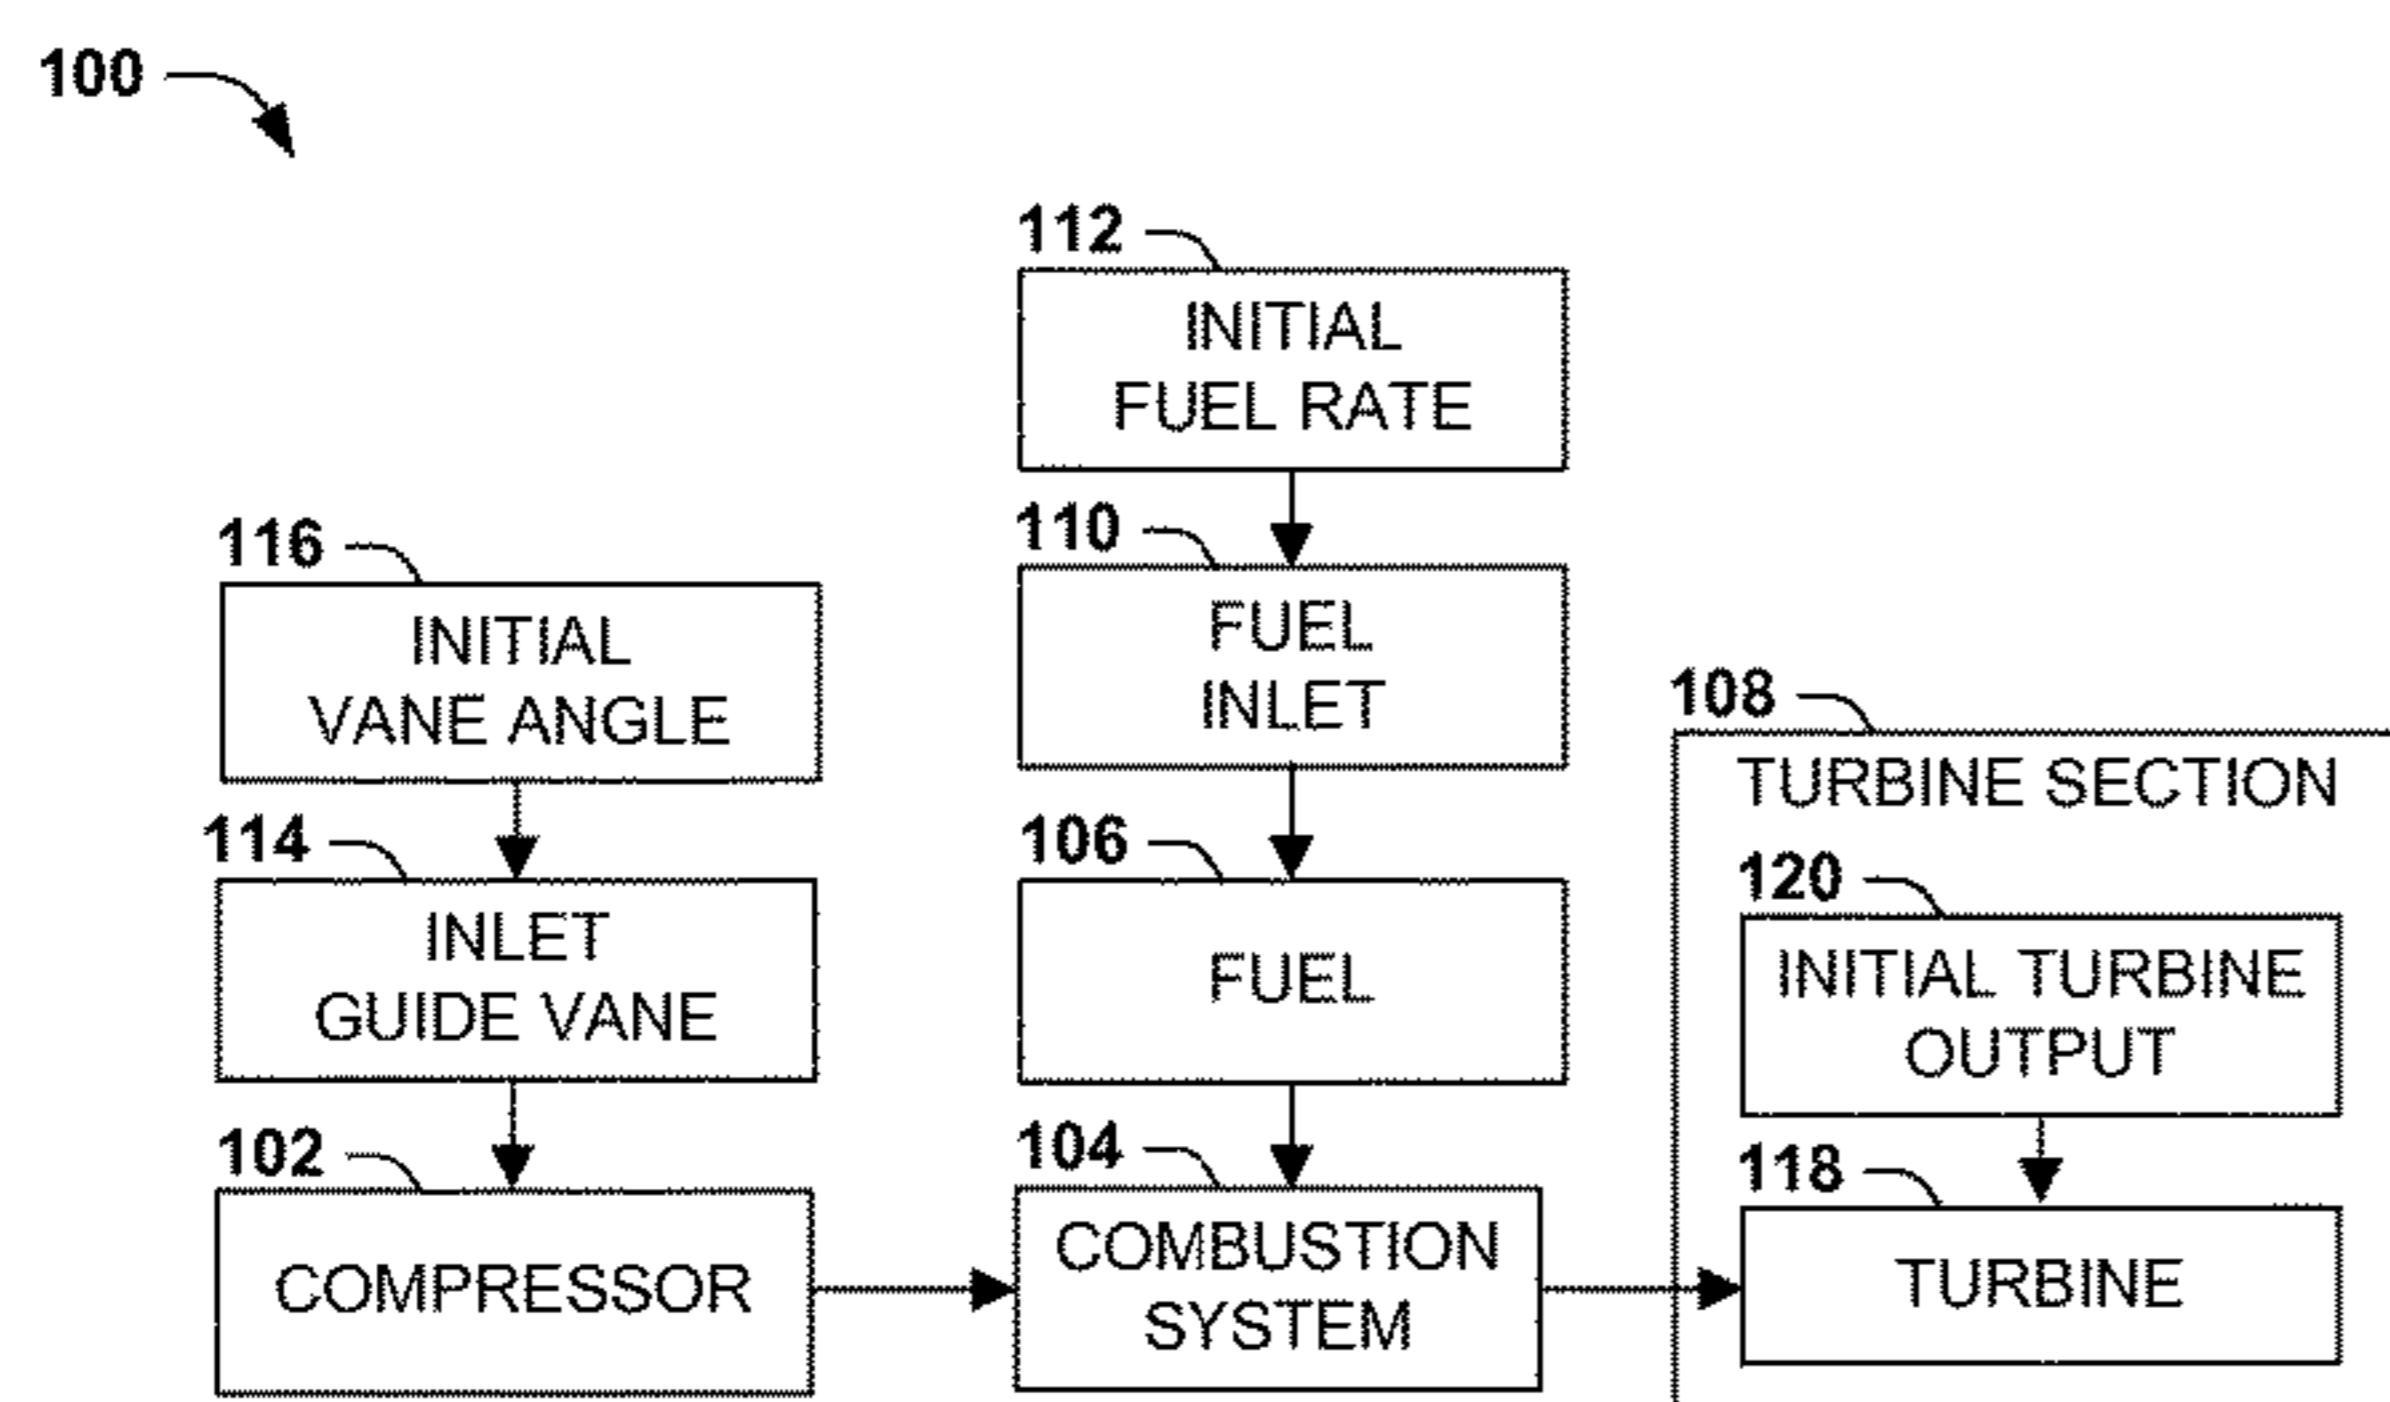 100
112
INITIAL
FUEL RATE
116
INITIAL
VANE ANGLE
110
FUEL
INLET
108
TURBINE SECTION
114
INLET
GUIDE VANE
106
FUEL
120
INITIAL TURBINE
OUTPUT
102
COMPRESSOR
104
COMBUSTION
SYSTEM
118
TURBINE